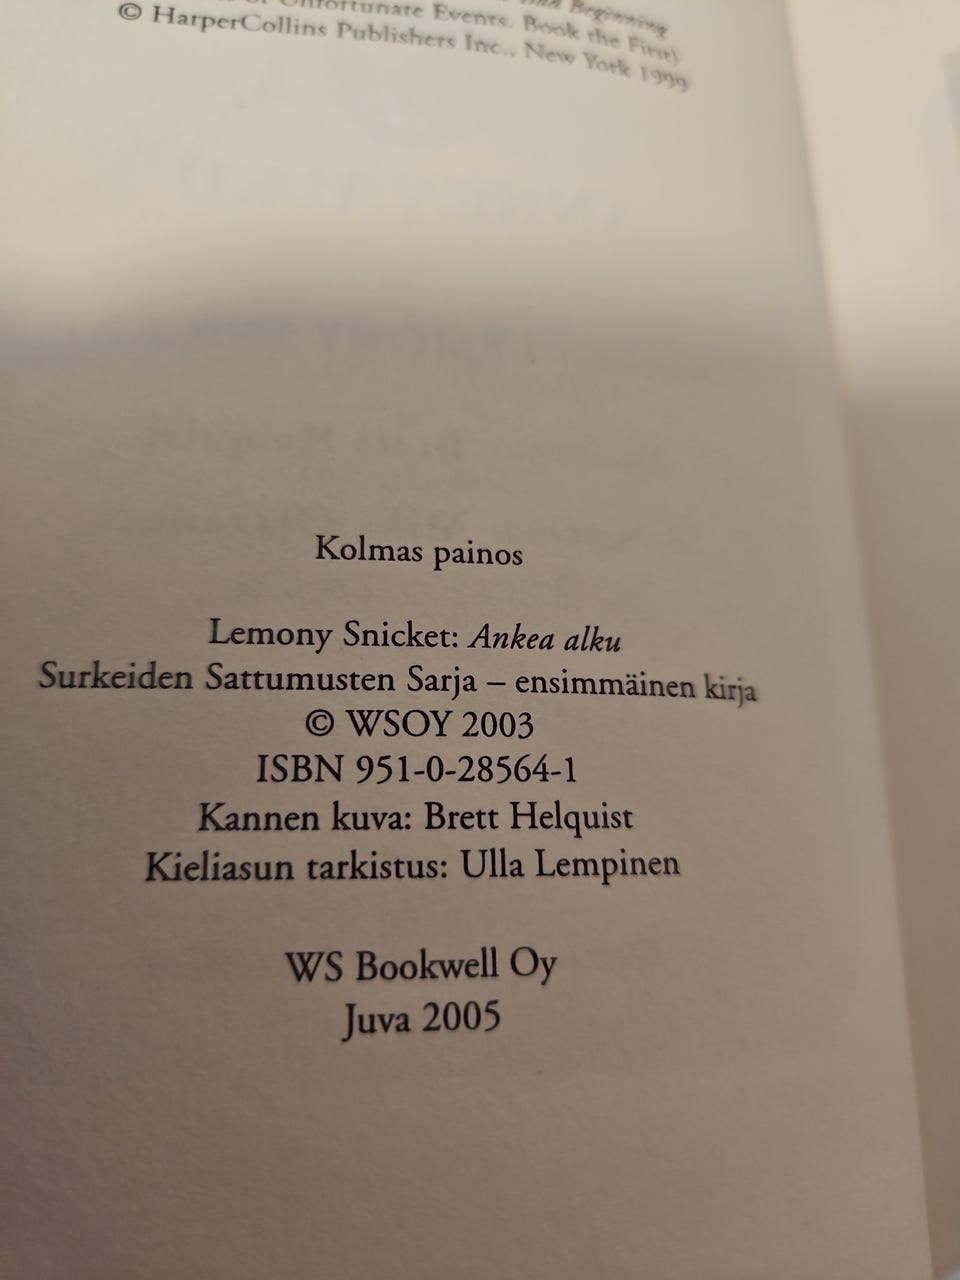 Beginning
Unfortunate Events. Book the First)
© HarperCollins Publishers Inc., New York 1999
Kolmas painos
Lemony Snicket: Ankea alku
Surkeiden Sattumusten Sarja – ensimmäinen kirja
© WSOY 2003
ISBN 951-0-28564-1
Kannen kuva: Brett Helquist
Kieliasun tarkistus: Ulla Lempinen
WS Bookwell Oy
Juva 2005